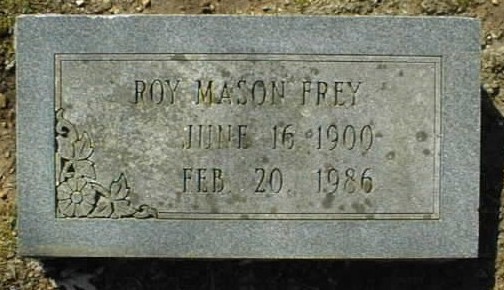 ROY MASON FREY
JUNE 16 1900
FEB. 20, 1986